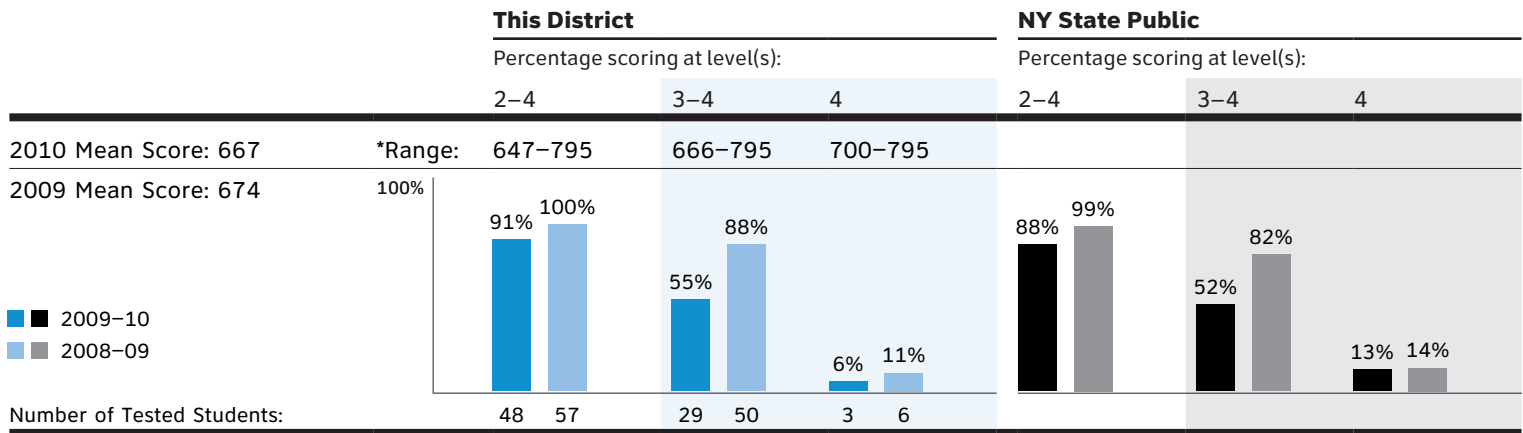 This District NY State Public
Percentage scoring at level(s): Percentage scoring at level(s):
2–4 3–4 4 2–4 3–4 4
2010 Mean Score: 667 *Range: 647–795 666–795 700–795
2009 Mean Score: 674 100%
91% 100% 55% 88% 6% 11% 88% 99% 52% 82% 13% 14%
2009–10
2008–09
Number of Tested Students: 48 57 29 50 3 6